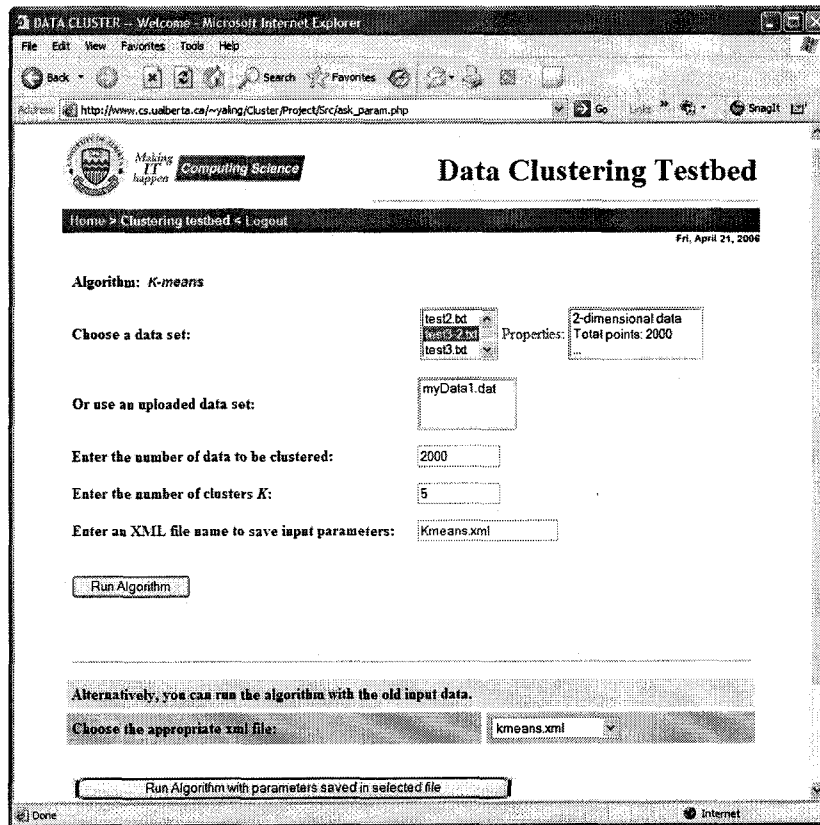 DATA CLUSTER -- Welcome - Microsoft Internet Explorer
File Edit View Favorites Tools Help
Back Search Favorites
Address http://www.cs.ualberta.ca/~yaling/Cluster/Project/Src/ask_param.php Go Links SnagIt
Making
IT
happen
Computing Science
Data Clustering Testbed
Home > Clustering testbed < Logout
Fri, April 21, 2006
Algorithm: K-means
Choose a data set:
test2.txt
test3-2.txt
test3.txt
Properties:
2-dimensional data
Total points: 2000
...
Or use an uploaded data set:
myData1.dat
Enter the number of data to be clustered: 2000
Enter the number of clusters K: 5
Enter an XML file name to save input parameters: Kmeans.xml
Run Algorithm
Alternatively, you can run the algorithm with the old input data.
Choose the appropriate xml file: kmeans.xml
Run Algorithm with parameters saved in selected file
Done Internet